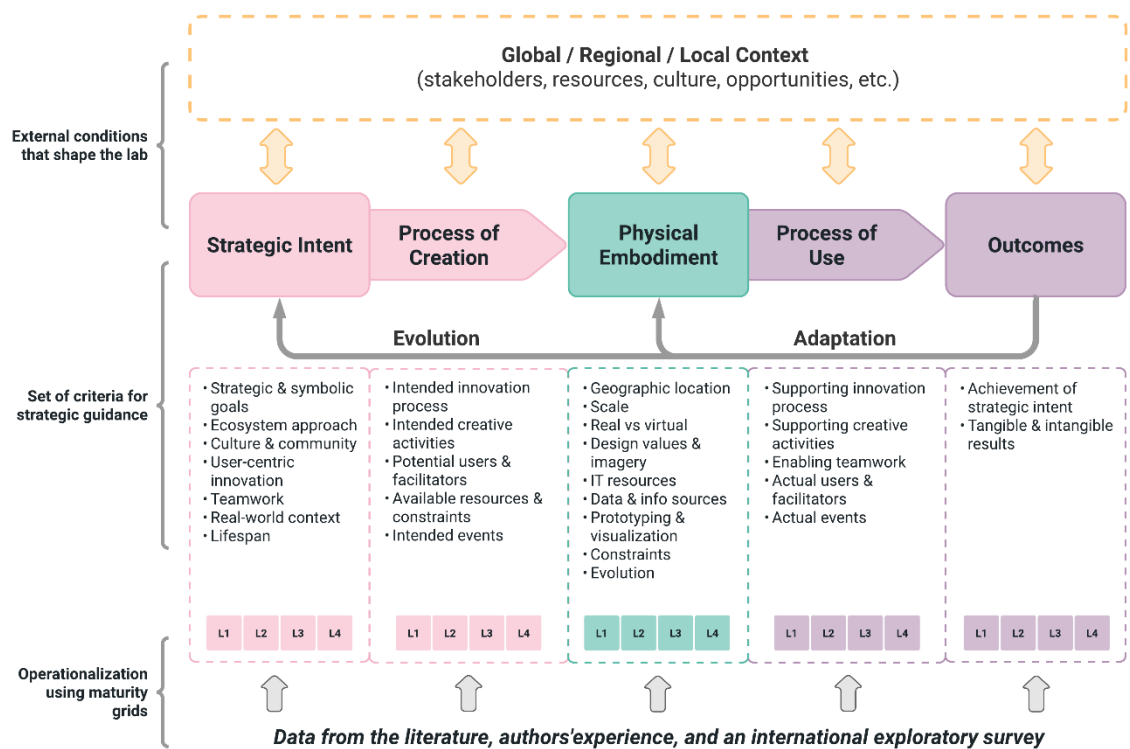 Global / Regional / Local Context
(stakeholders, resources, culture, opportunities, etc.)
External conditions
that shape the lab
Strategic Intent
Process of
Creation
Physical
Embodiment
Process of
Use
Outcomes
Evolution
Adaptation
Set of criteria for
strategic guidance
• Strategic & symbolic
goals
• Ecosystem approach
• Culture & community
• User-centric
innovation
• Teamwork
• Real-world context
• Lifespan
• Intended innovation
process
• Intended creative
activities
• Potential users &
facilitators
• Available resources &
constraints
• Intended events
• Geographic location
• Scale
• Real vs virtual
• Design values &
imagery
• IT resources
• Data & info sources
• Prototyping &
visualization
• Constraints
• Evolution
• Supporting innovation
process
• Supporting creative
activities
• Enabling teamwork
• Actual users &
facilitators
• Actual events
• Achievement of
strategic intent
• Tangible & intangible
results
L1 L2 L3 L4
L1 L2 L3 L4
L1 L2 L3 L4
L1 L2 L3 L4
L1 L2 L3 L4
Operationalization
using maturity
grids
Data from the literature, authors'experience, and an international exploratory survey